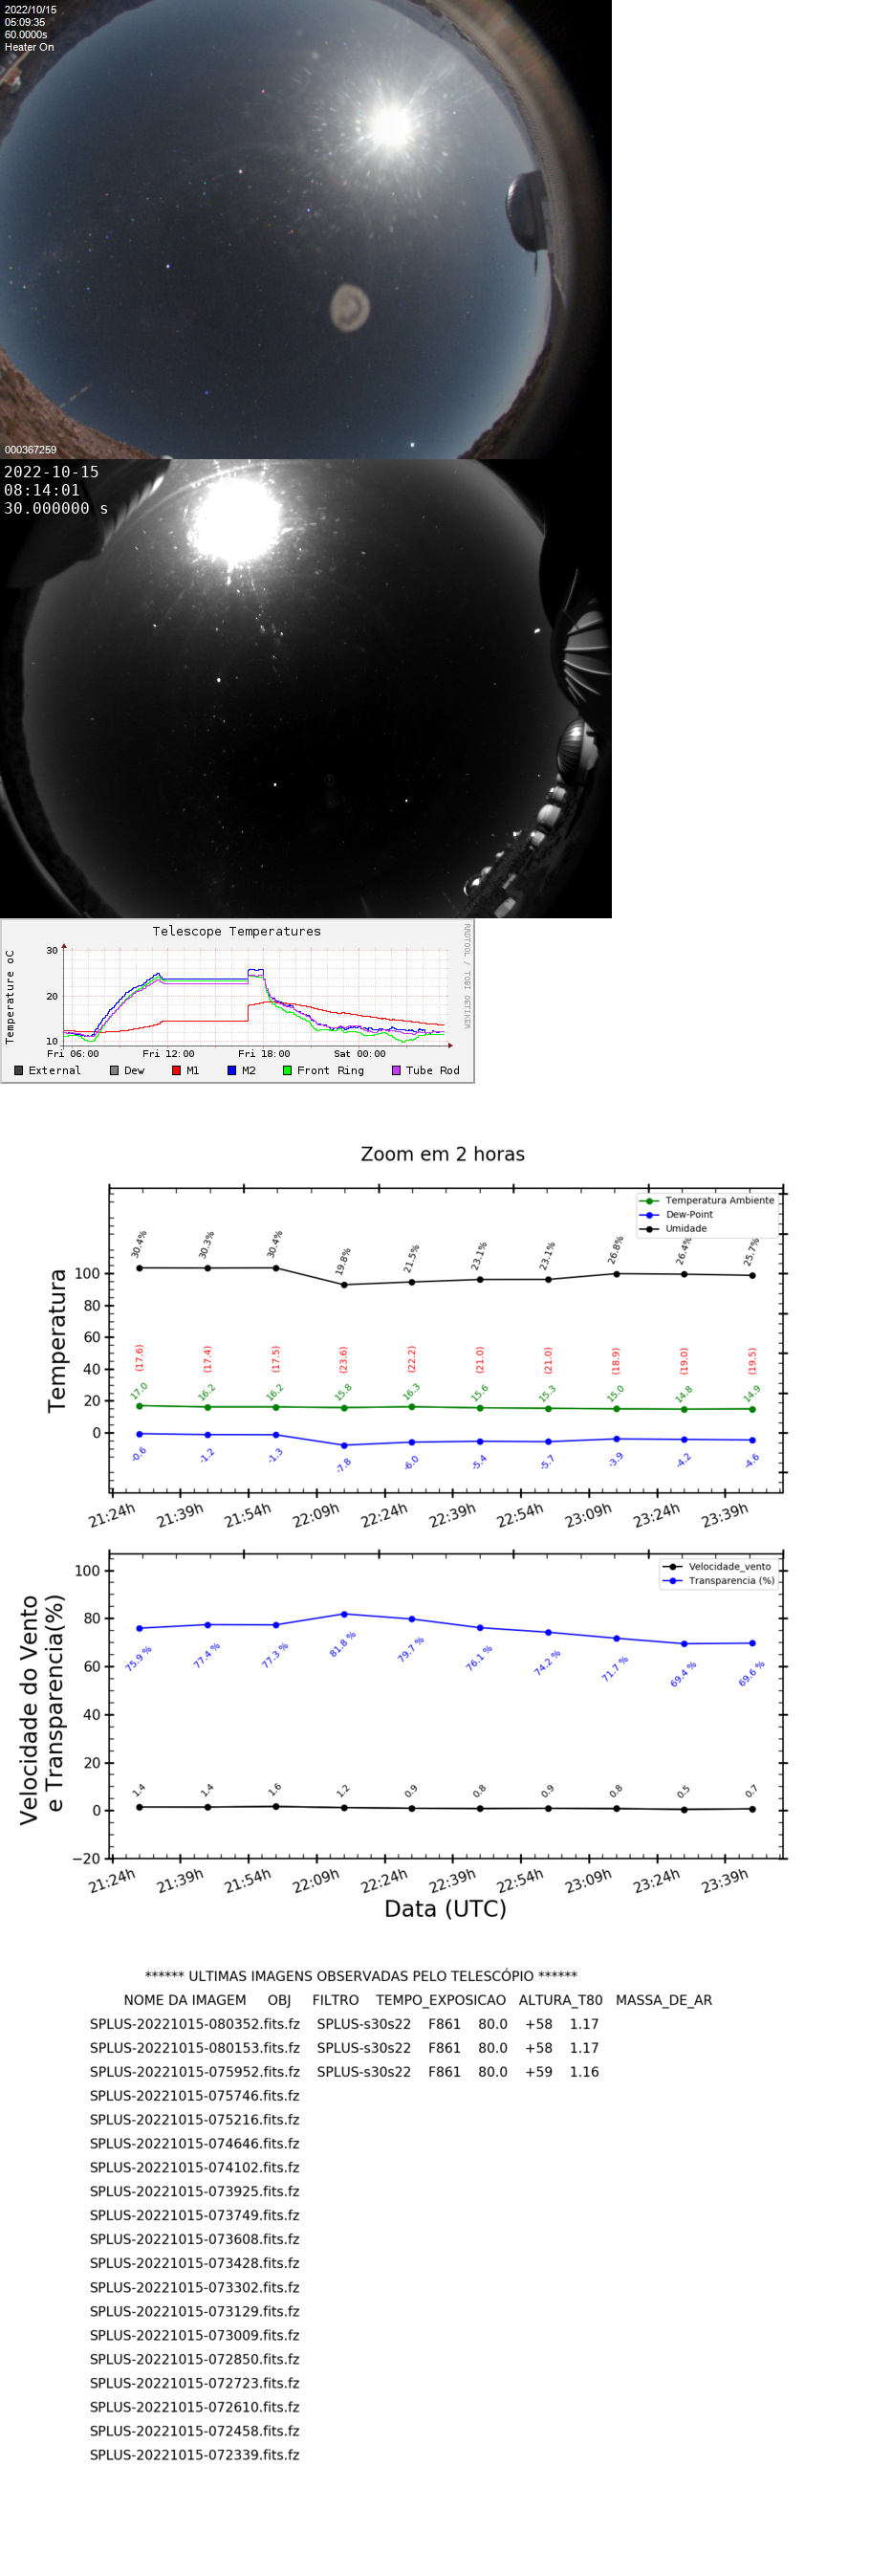 2022/10/15
05:09:35
60.0000s
Heater On
000367259
2022-10-15
08:14:01
30.000000 s
Telescope Temperatures
RRDTOOL / TOBI OETIKER
Temperature oC
30
20
10
Fri 06:00 Fri 12:00 Fri 18:00 Sat 00:00
External Dew M1 M2 Front Ring Tube Rod
Zoom em 2 horas
Temperatura Ambiente
Dew-Point
Umidade
Temperatura
100
80
60
40
20
0
30.4% 30.3% 30.4% 19.8% 21.5% 23.1% 23.1% 26.8% 26.4% 25.7%
(17.6) (17.4) (17.5) (23.6) (22.2) (21.0) (21.0) (18.9) (19.0) (19.5)
17.0 16.2 16.2 15.8 16.3 15.6 15.3 15.0 14.8 14.9
-0.6 -1.2 -1.3 -7.8 -6.0 -5.4 -5.7 -3.9 -4.2 -4.6
21:24h 21:39h 21:54h 22:09h 22:24h 22:39h 22:54h 23:09h 23:24h 23:39h
Velocidade_vento
Transparencia (%)
Velocidade do Vento
e Transparencia(%)
100
80
60
40
20
0
−20
75.9 % 77.4 % 77.3 % 81.8 % 79.7 % 76.1 % 74.2 % 71.7 % 69.4 % 69.6 %
1.4 1.4 1.6 1.2 0.9 0.8 0.9 0.8 0.5 0.7
21:24h 21:39h 21:54h 22:09h 22:24h 22:39h 22:54h 23:09h 23:24h 23:39h
Data (UTC)
****** ULTIMAS IMAGENS OBSERVADAS PELO TELESCÓPIO ******
NOME DA IMAGEM OBJ FILTRO TEMPO_EXPOSICAO ALTURA_T80 MASSA_DE_AR
SPLUS-20221015-080352.fits.fz SPLUS-s30s22 F861 80.0 +58 1.17
SPLUS-20221015-080153.fits.fz SPLUS-s30s22 F861 80.0 +58 1.17
SPLUS-20221015-075952.fits.fz SPLUS-s30s22 F861 80.0 +59 1.16
SPLUS-20221015-075746.fits.fz
SPLUS-20221015-075216.fits.fz
SPLUS-20221015-074646.fits.fz
SPLUS-20221015-074102.fits.fz
SPLUS-20221015-073925.fits.fz
SPLUS-20221015-073749.fits.fz
SPLUS-20221015-073608.fits.fz
SPLUS-20221015-073428.fits.fz
SPLUS-20221015-073302.fits.fz
SPLUS-20221015-073129.fits.fz
SPLUS-20221015-073009.fits.fz
SPLUS-20221015-072850.fits.fz
SPLUS-20221015-072723.fits.fz
SPLUS-20221015-072610.fits.fz
SPLUS-20221015-072458.fits.fz
SPLUS-20221015-072339.fits.fz